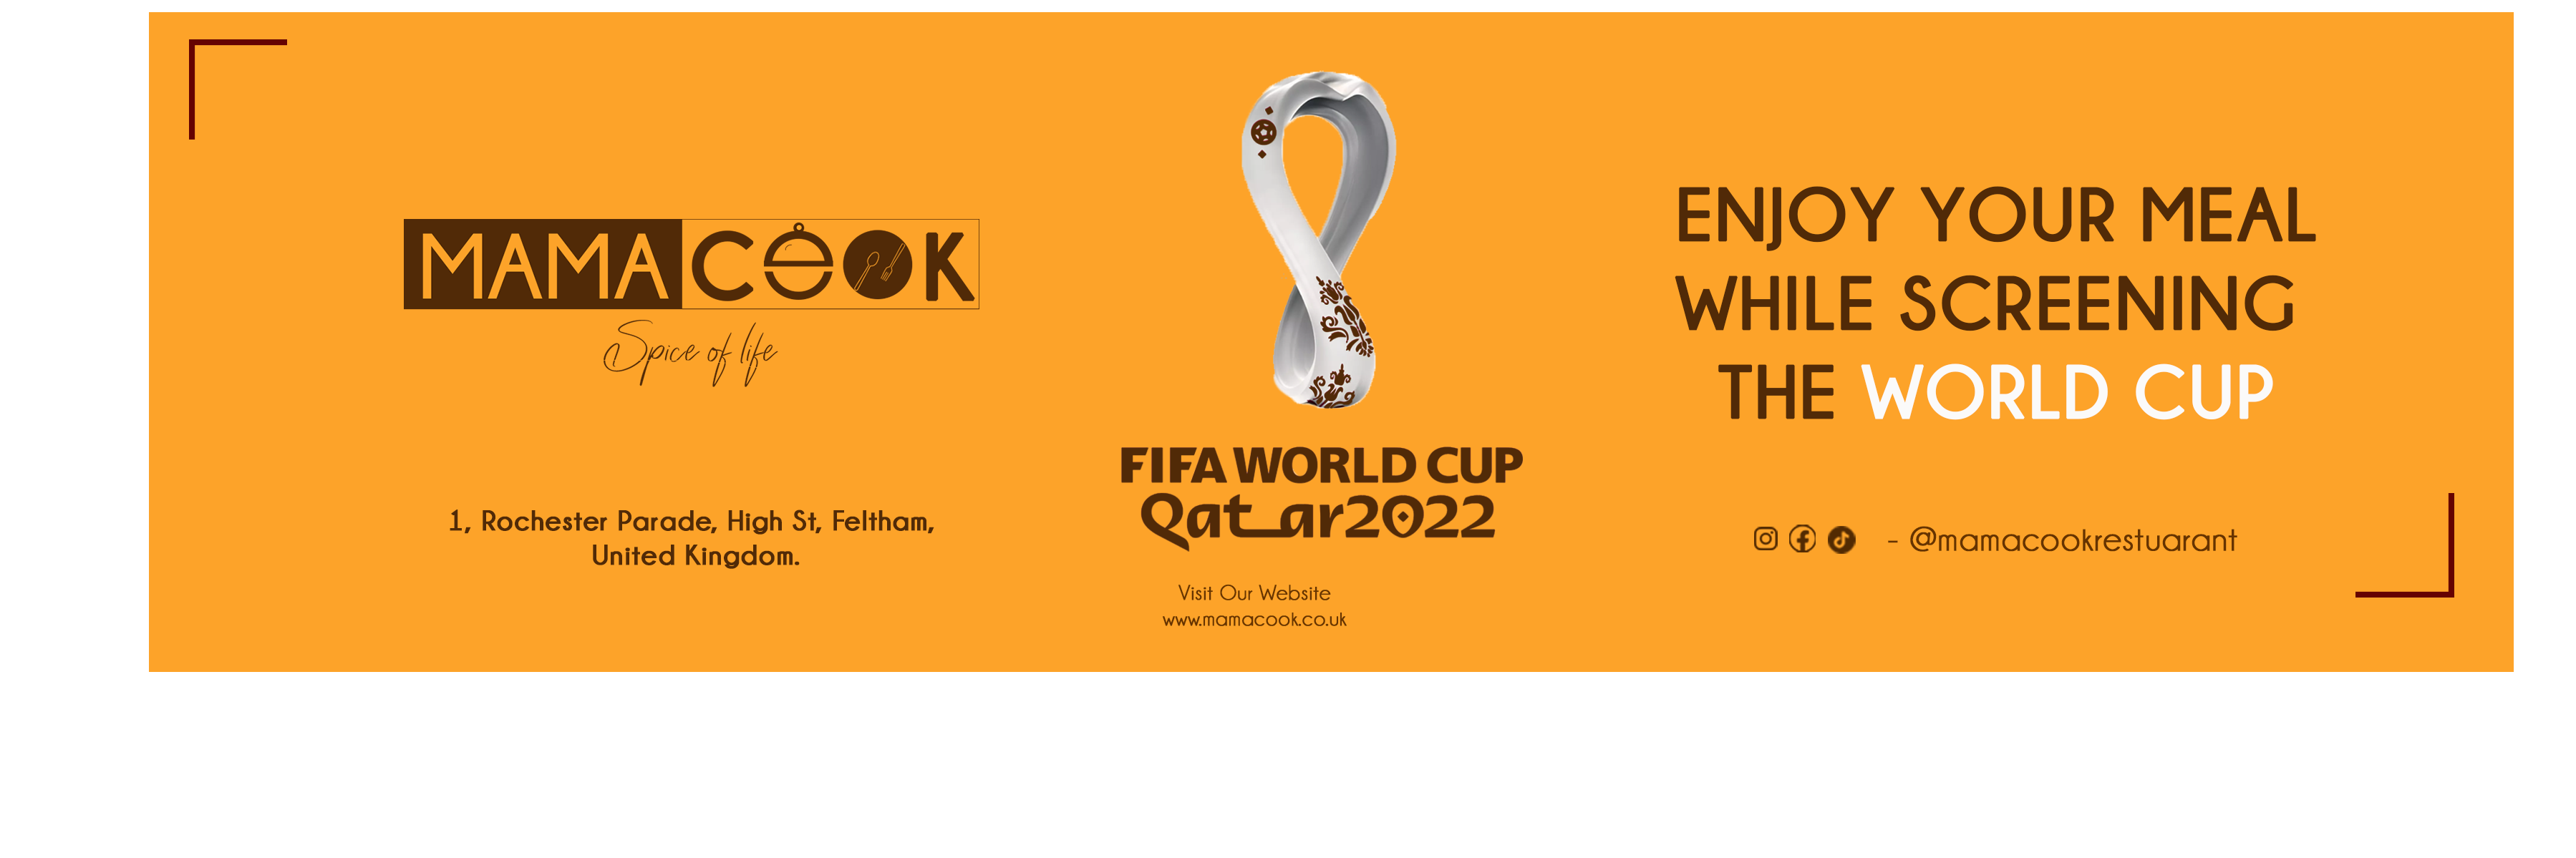 MAMACOOK
Spice of life
1, Rochester Parade, High St, Feltham,
United Kingdom.
FIFA WORLD CUP
Qatar2022
Visit Our Website
www.mamacook.co.uk
ENJOY YOUR MEAL
WHILE SCREENING
THE WORLD CUP
- @mamacookrestuarant